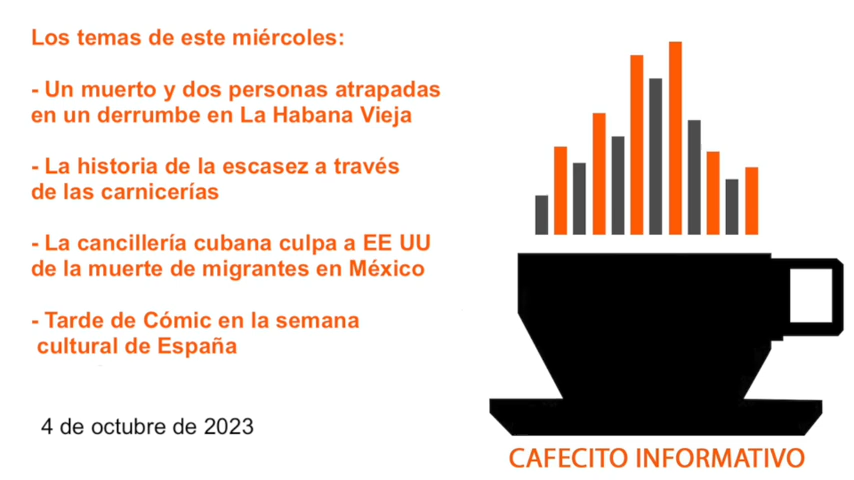 Los temas de este miércoles:
- Un muerto y dos personas atrapadas
en un derrumbe en La Habana Vieja
- La historia de la escasez a través
de las carnicerías
- La cancillería cubana culpa a EE UU
de la muerte de migrantes en México
- Tarde de Cómic en la semana
cultural de España
4 de octubre de 2023
CAFECITO INFORMATIVO